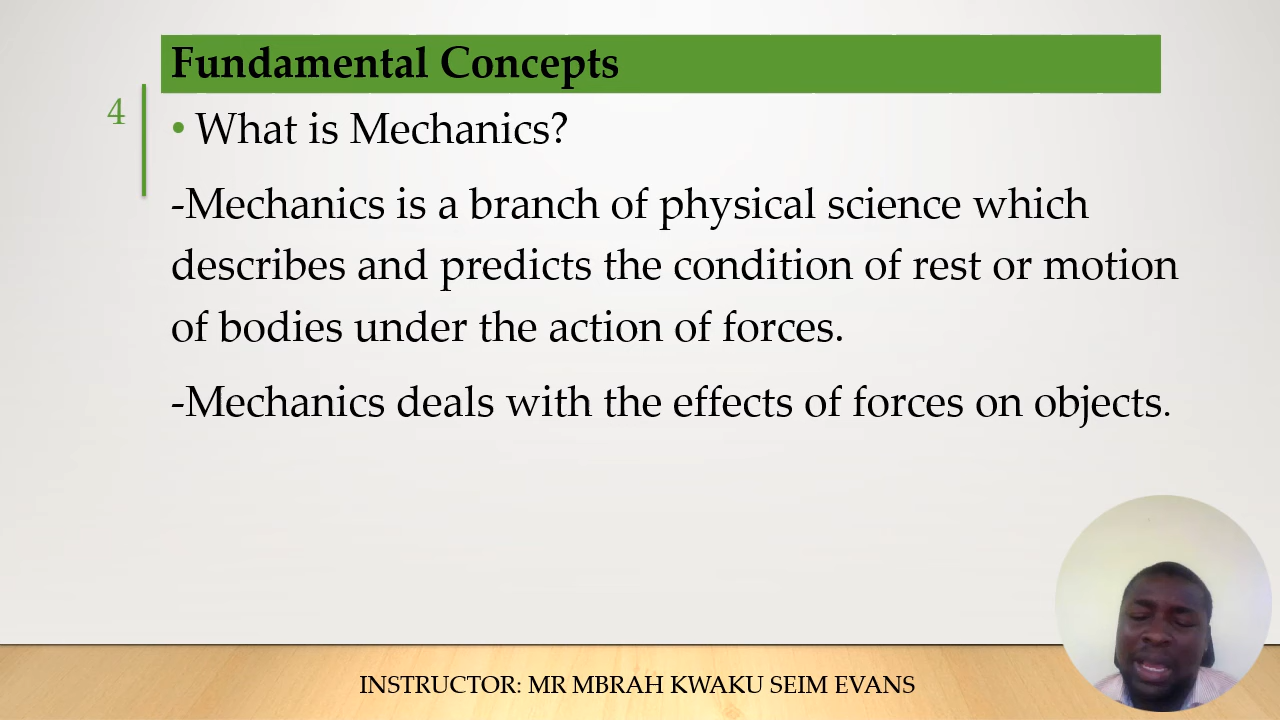 Fundamental Concepts
4
• What is Mechanics?
-Mechanics is a branch of physical science which
describes and predicts the condition of rest or motion
of bodies under the action of forces.
-Mechanics deals with the effects of forces on objects.
INSTRUCTOR: MR MBRAH KWAKU SEIM EVANS